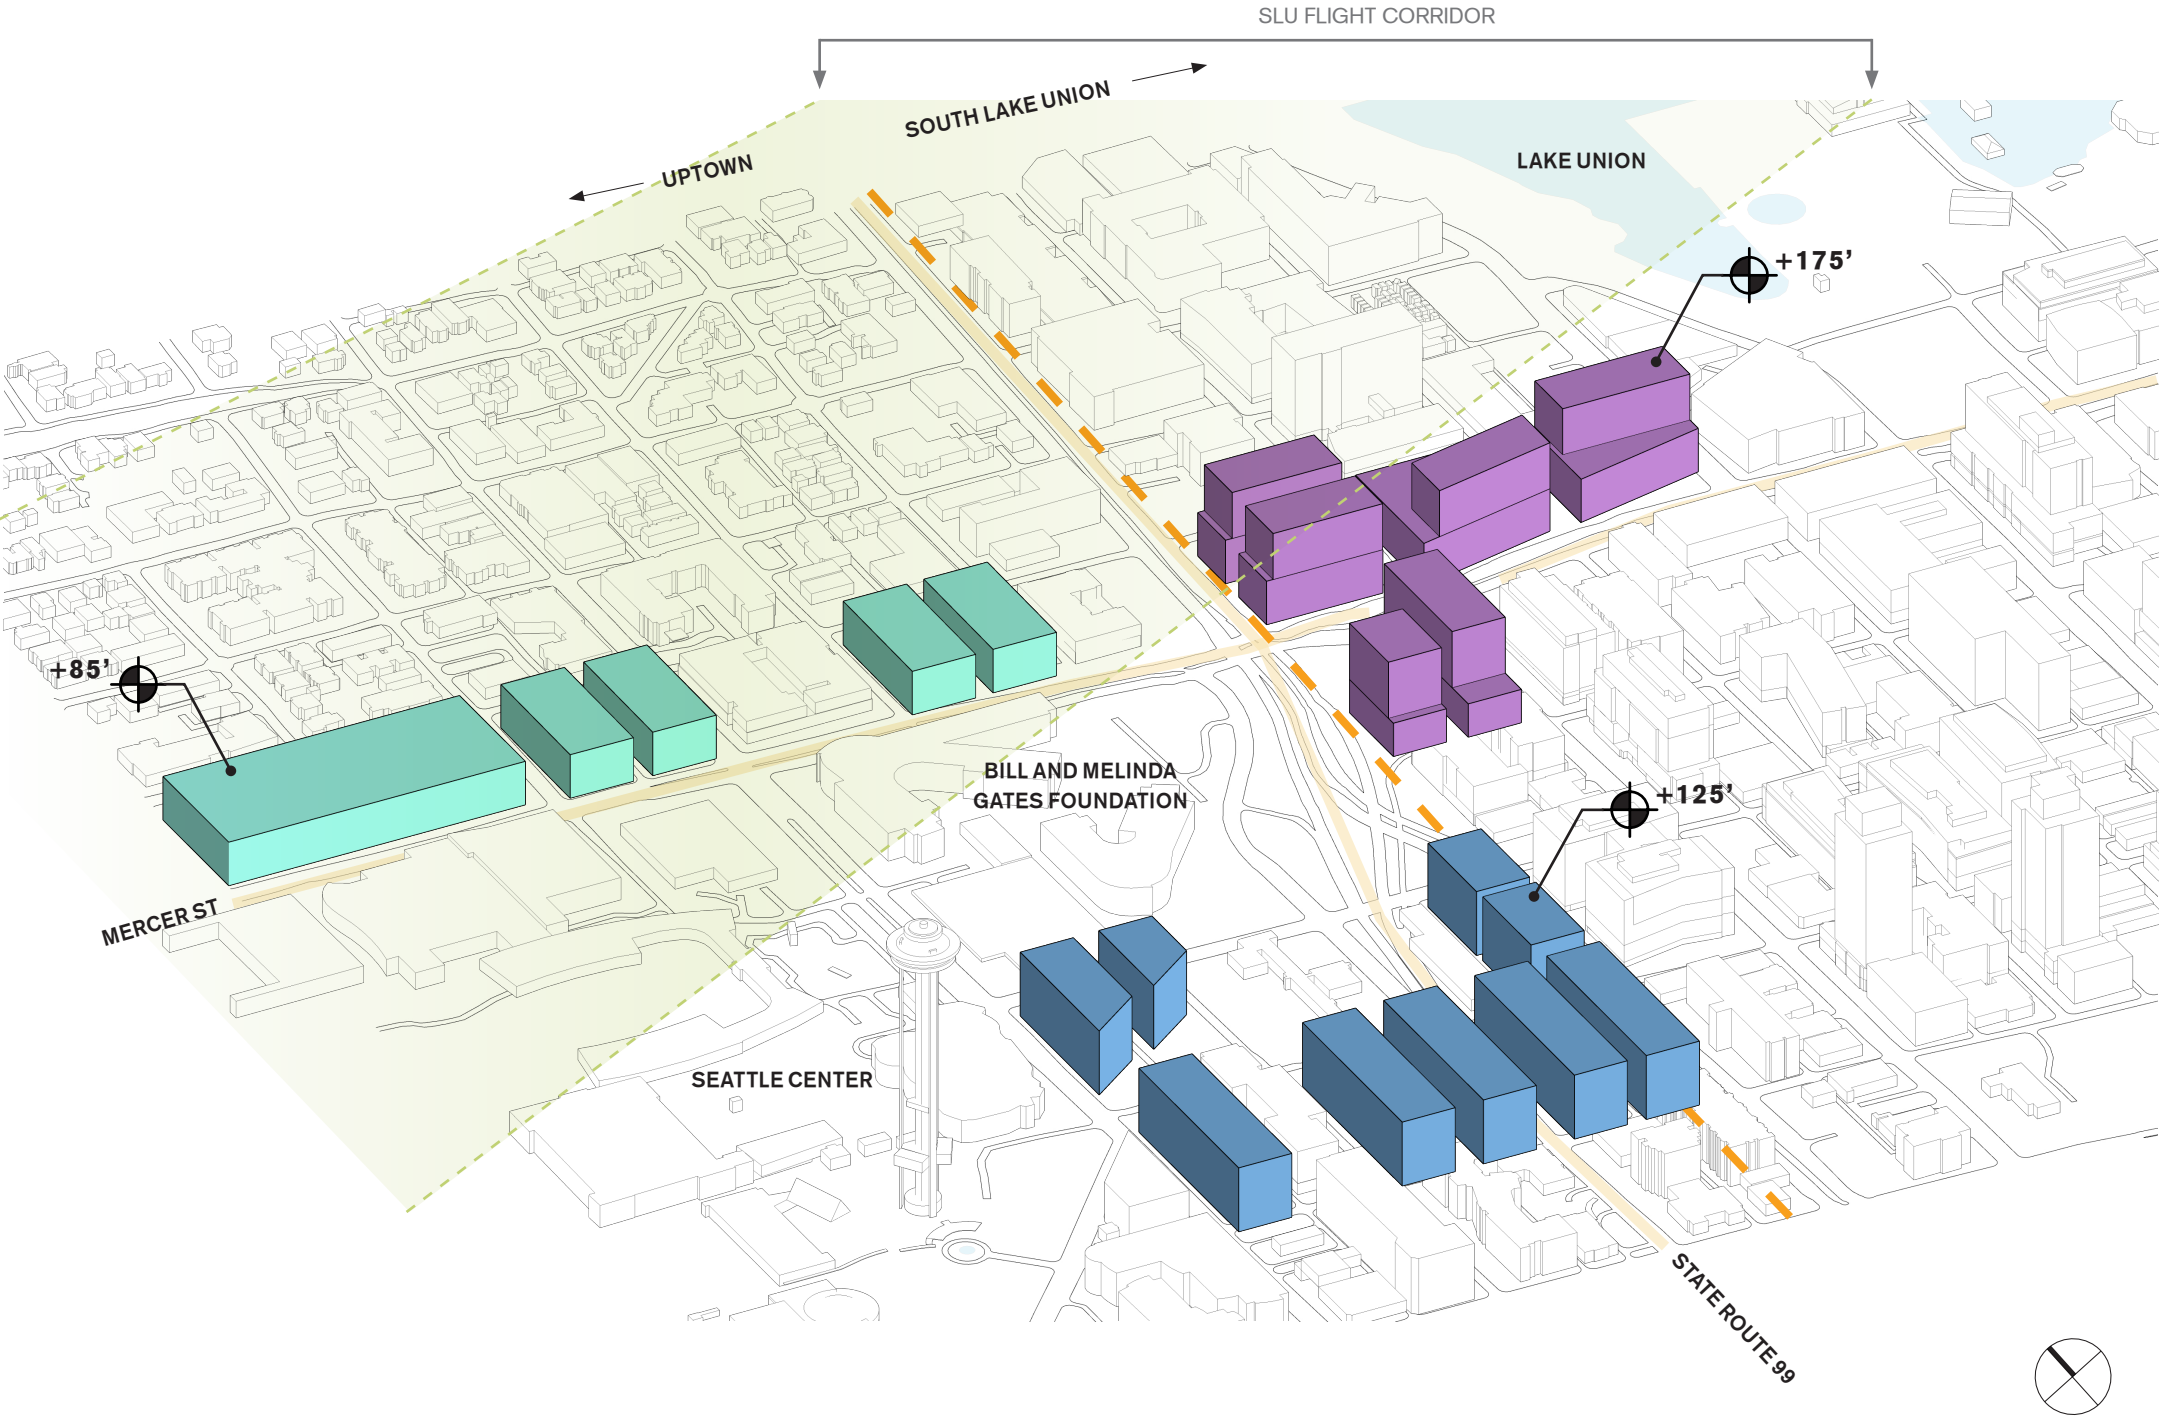 SLU FLIGHT CORRIDOR
SOUTH LAKE UNION
UPTOWN
LAKE UNION
+175’
+85’
BILL AND MELINDA
GATES FOUNDATION
+125’
MERCER ST
SEATTLE CENTER
STATE ROUTE 99